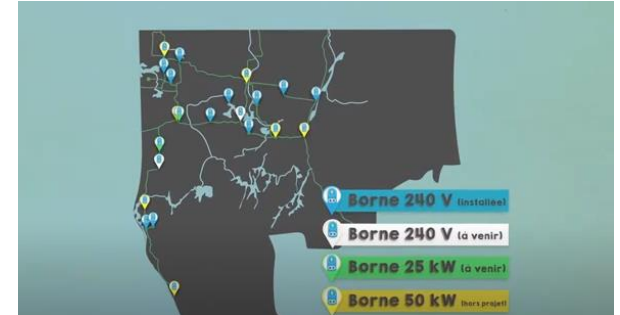 Borne 240 V (installée)
Borne 240 V (à venir)
Borne 25 kW (à venir)
Borne 50 kW (hors projet)